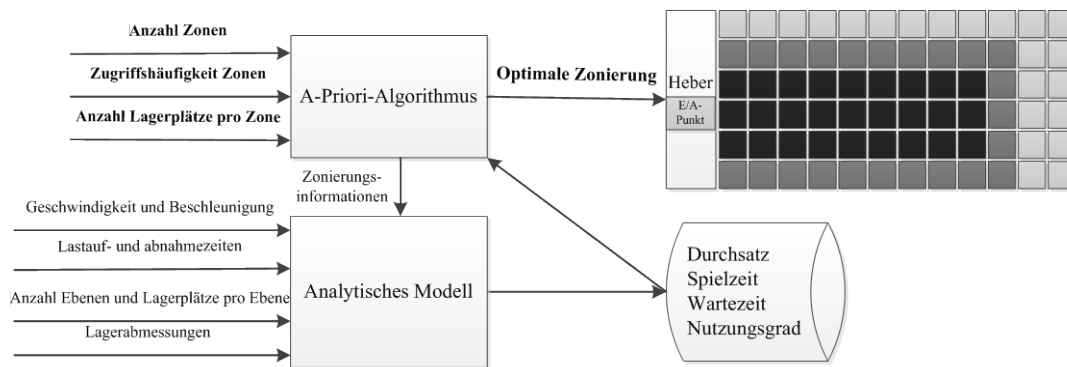 Anzahl Zonen
Zugriffshäufigkeit Zonen
Anzahl Lagerplätze pro Zone
A-Priori-Algorithmus
Optimale Zonierung
Heber
E/A-
Punkt
Zonierungs-
informationen
Geschwindigkeit und Beschleunigung
Lastauf- und abnahmezeiten
Anzahl Ebenen und Lagerplätze pro Ebene
Lagerabmessungen
Analytisches Modell
Durchsatz
Spielzeit
Wartezeit
Nutzungsgrad